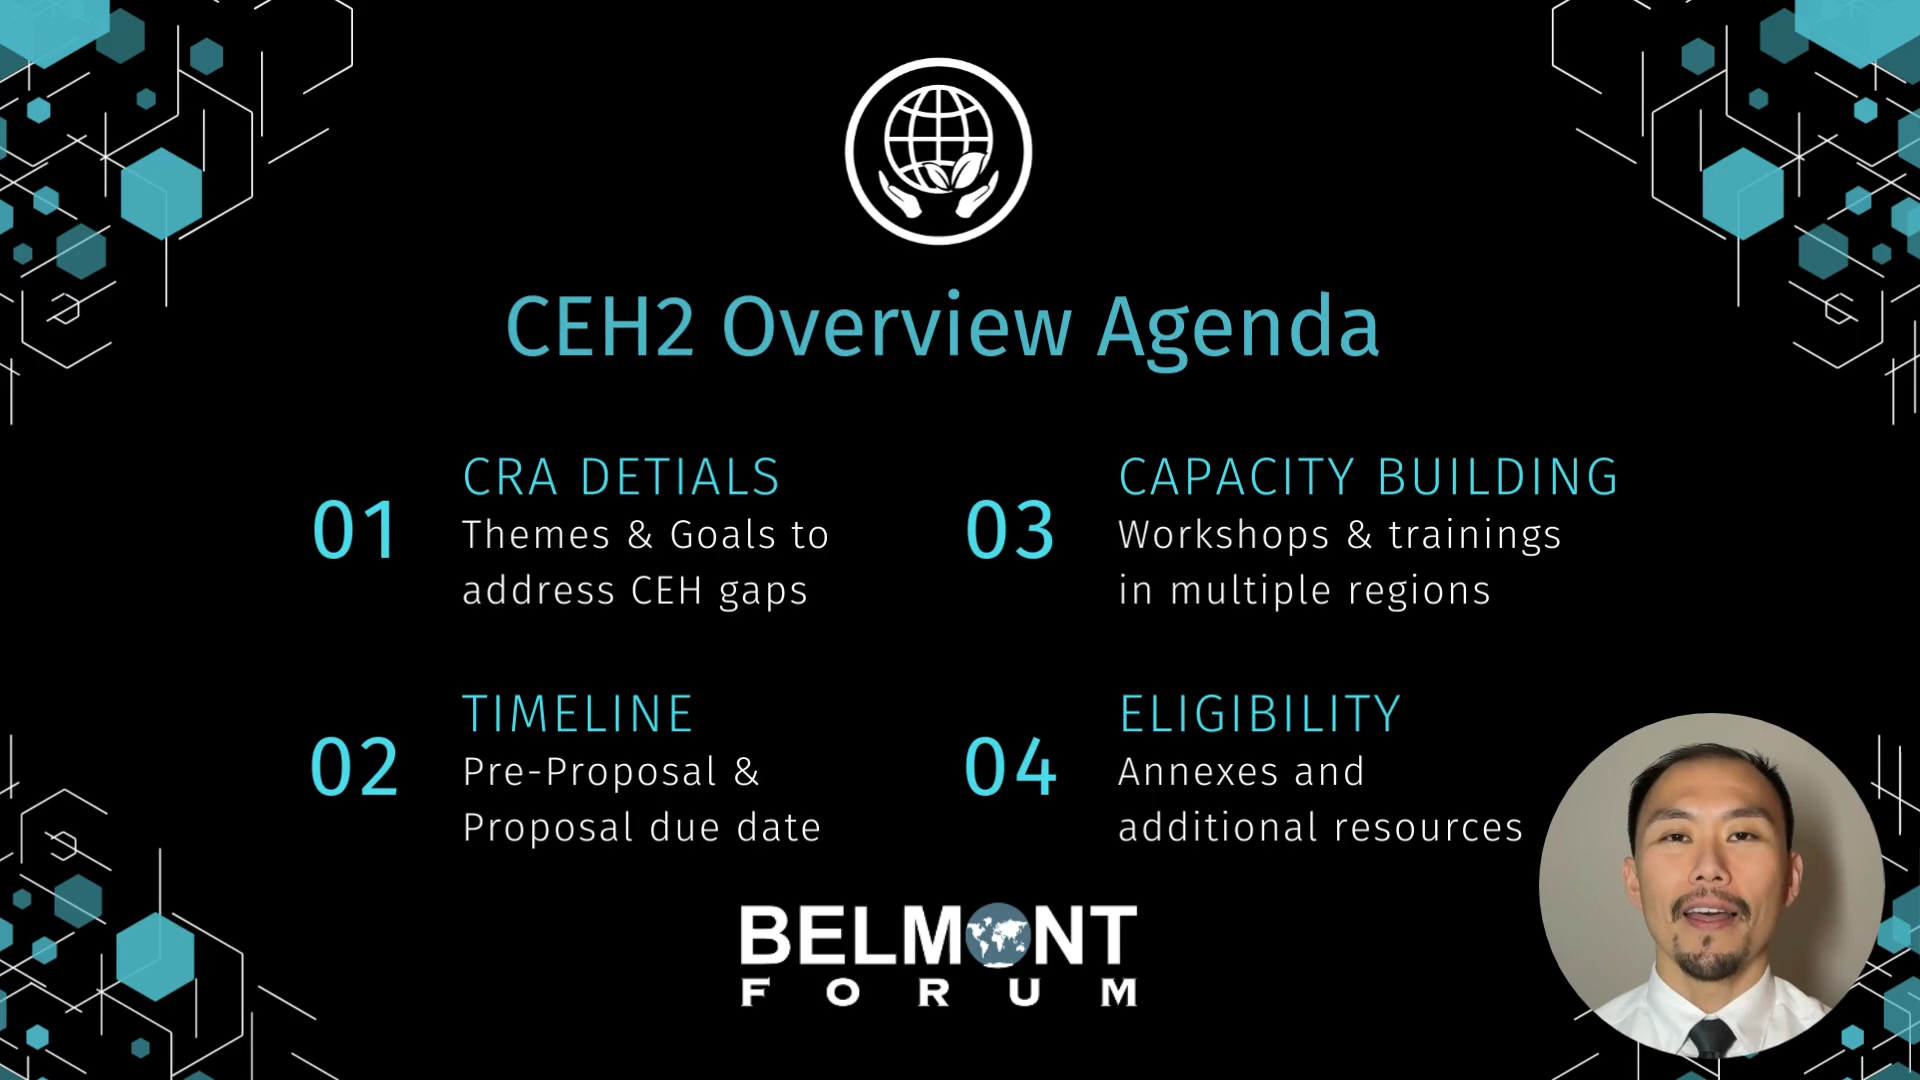 CEH2 Overview Agenda
01
CRA DETIALS
Themes & Goals to
address CEH gaps
02
TIMELINE
Pre-Proposal &
Proposal due date
03
CAPACITY BUILDING
Workshops & trainings
in multiple regions
04
ELIGIBILITY
Annexes and
additional resources
BELMONT
FORUM